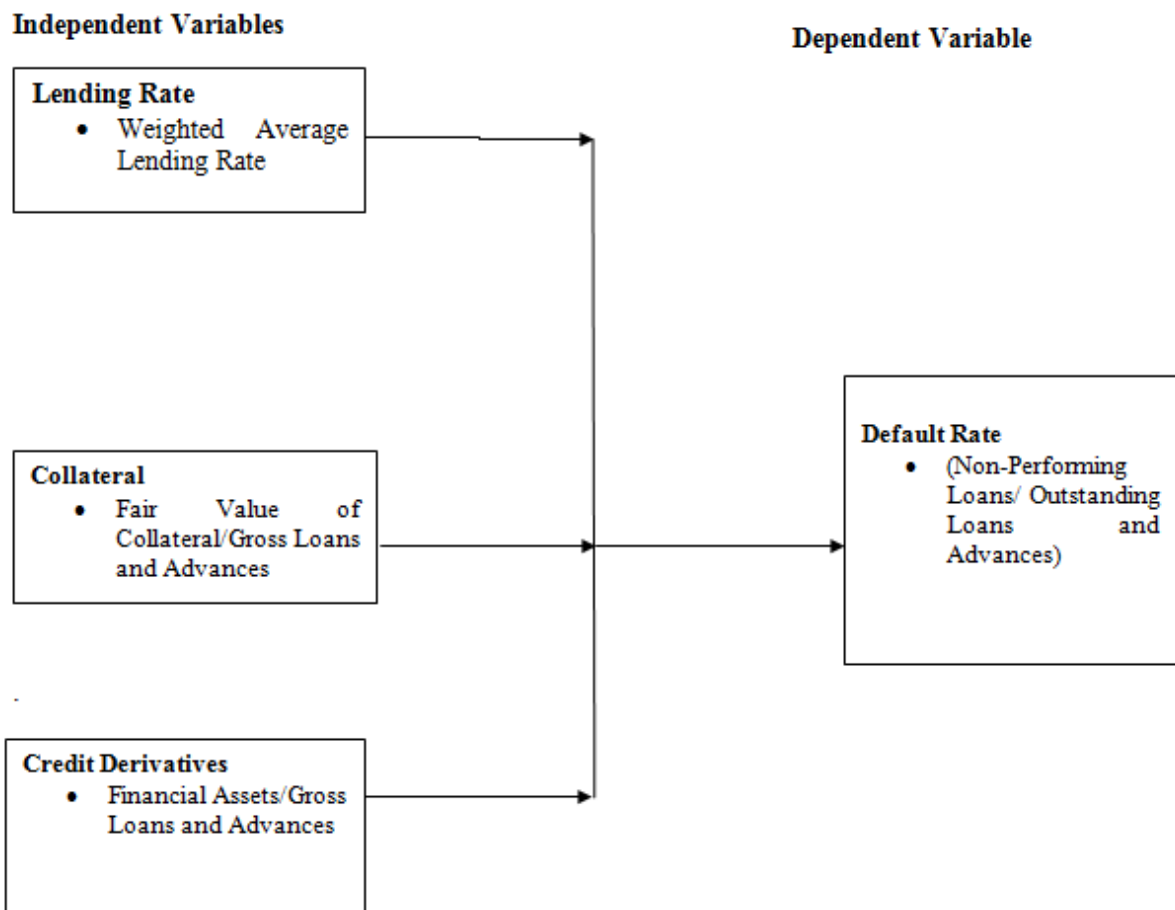 Independent Variables
Dependent Variable
Lending Rate
• Weighted Average
Lending Rate
Collateral
• Fair Value of
Collateral/Gross Loans
and Advances
Default Rate
• (Non-Performing
Loans/ Outstanding
Loans and
Advances)
.
Credit Derivatives
• Financial Assets/Gross
Loans and Advances